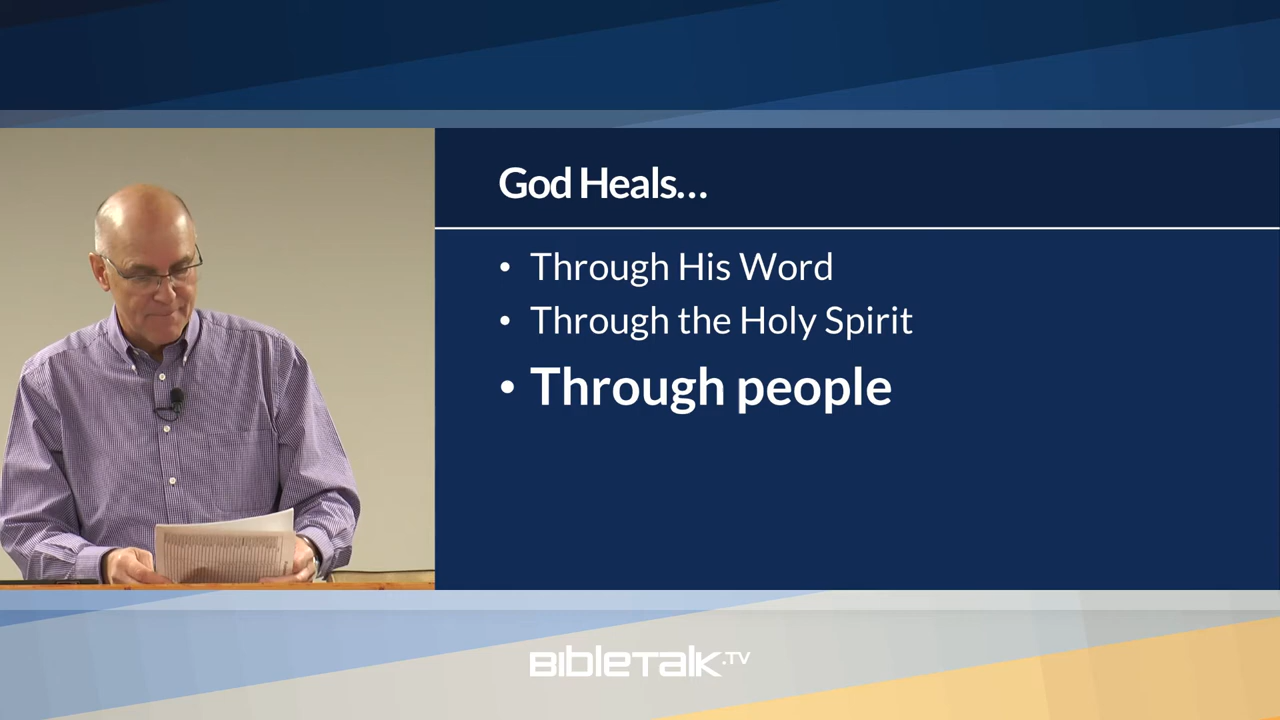 God Heals...
• Through His Word
• Through the Holy Spirit
• Through people
BIBLETALK.TV